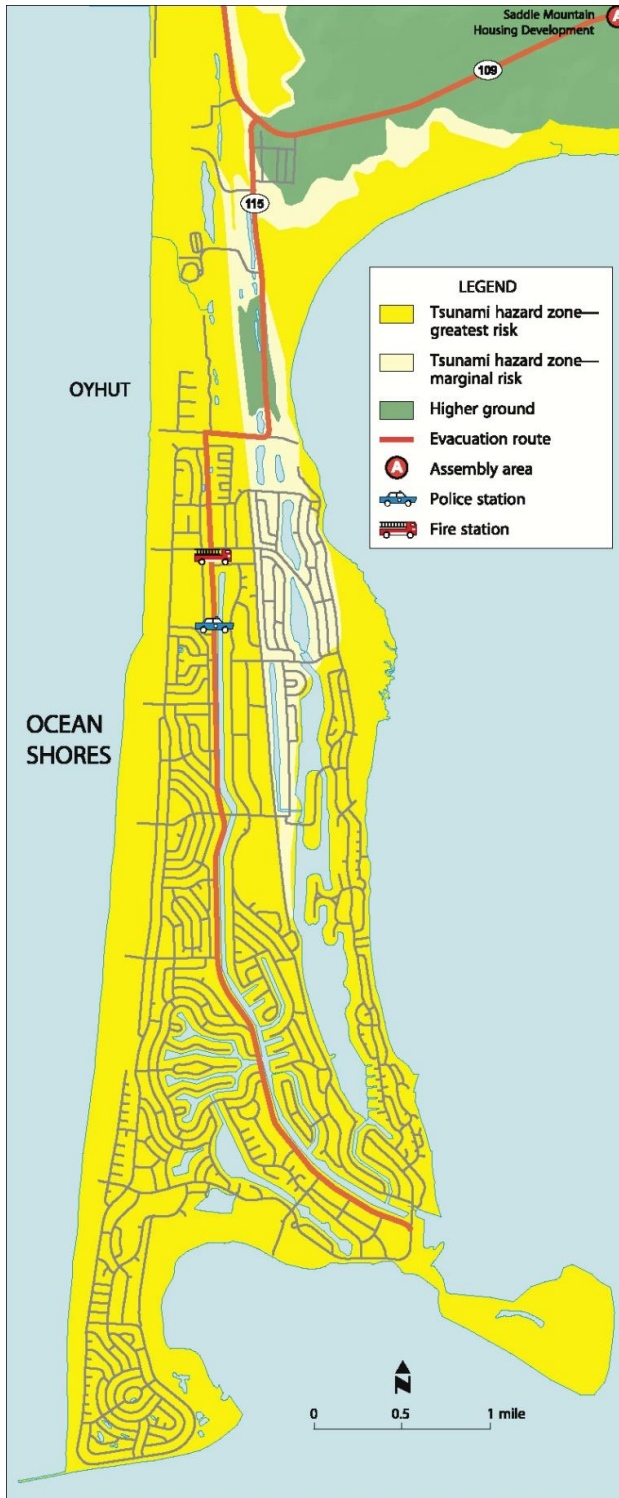 Saddle Mountain
Housing Development
A
109
115
LEGEND
Tsunami hazard zone—
greatest risk
Tsunami hazard zone—
marginal risk
Higher ground
Evacuation route
A Assembly area
Police station
Fire station
OYHUT
OCEAN
SHORES
N
0 0.5 1 mile